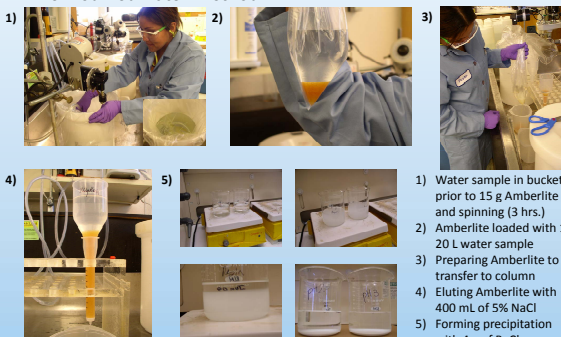 1)
2)
3)
4)
5)
1) Water sample in bucket
prior to 15 g Amberlite
and spinning (3 hrs.)
2) Amberlite loaded with
20 L water sample
3) Preparing Amberlite to
transfer to column
4) Eluting Amberlite with
400 mL of 5% NaCl
5) Forming precipitation